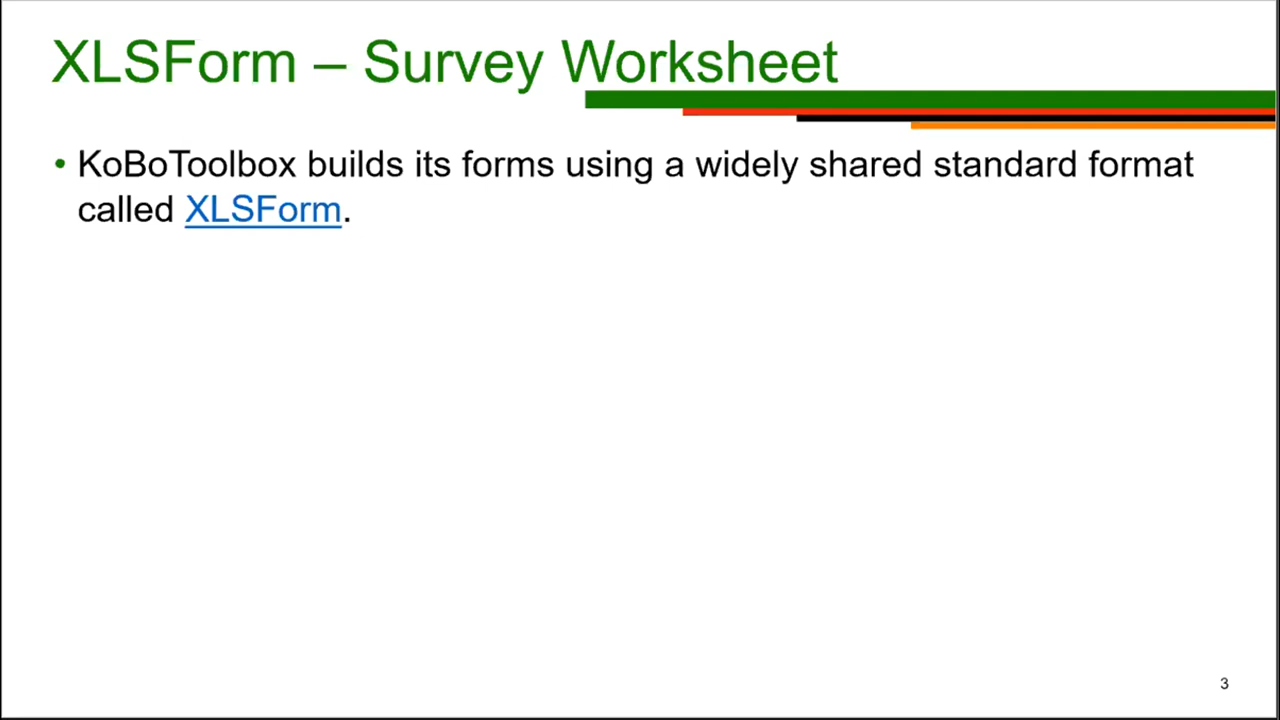 XLSForm – Survey Worksheet
• KoBoToolbox builds its forms using a widely shared standard format
called XLSForm.
3